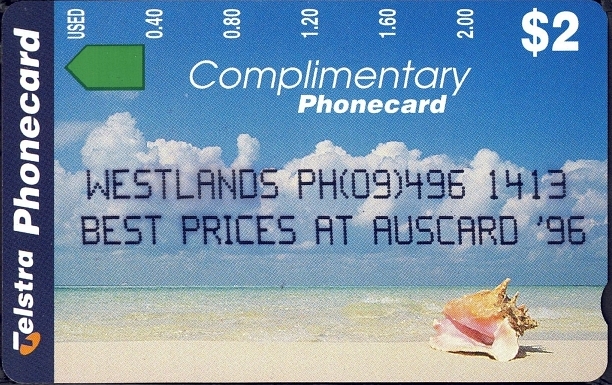 USED 0.40 0.80 1.20 1.60 2.00
$2
Complimentary
Phonecard
Telstra Phonecard
WESTLANDS PH(09)496 1413
BEST PRICES AT AUSCARD '96